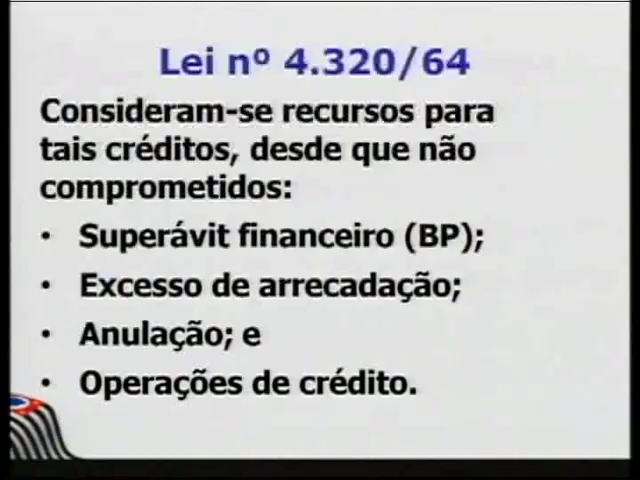 Lei nº 4.320/64
Consideram-se recursos para
tais créditos, desde que não
comprometidos:
• Superávit financeiro (BP);
• Excesso de arrecadação;
• Anulação; e
• Operações de crédito.